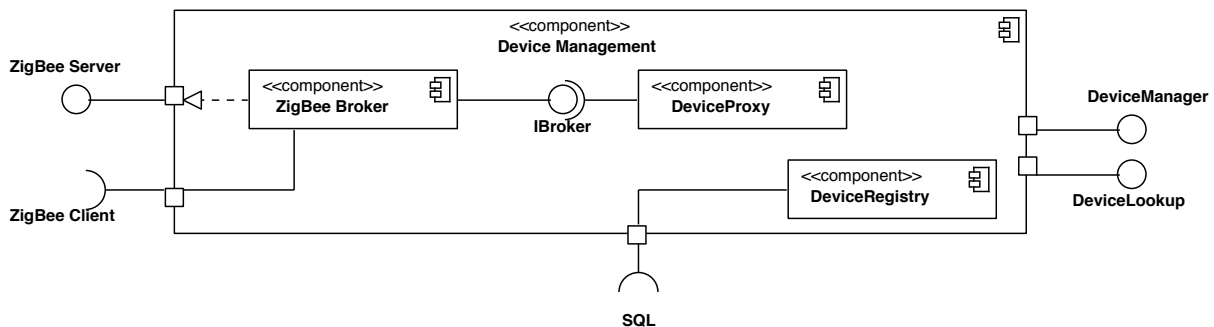 <<component>>
Device Management
ZigBee Server
<<component>>
ZigBee Broker
IBroker
<<component>>
DeviceProxy
DeviceManager
<<component>>
DeviceRegistry
DeviceLookup
ZigBee Client
SQL